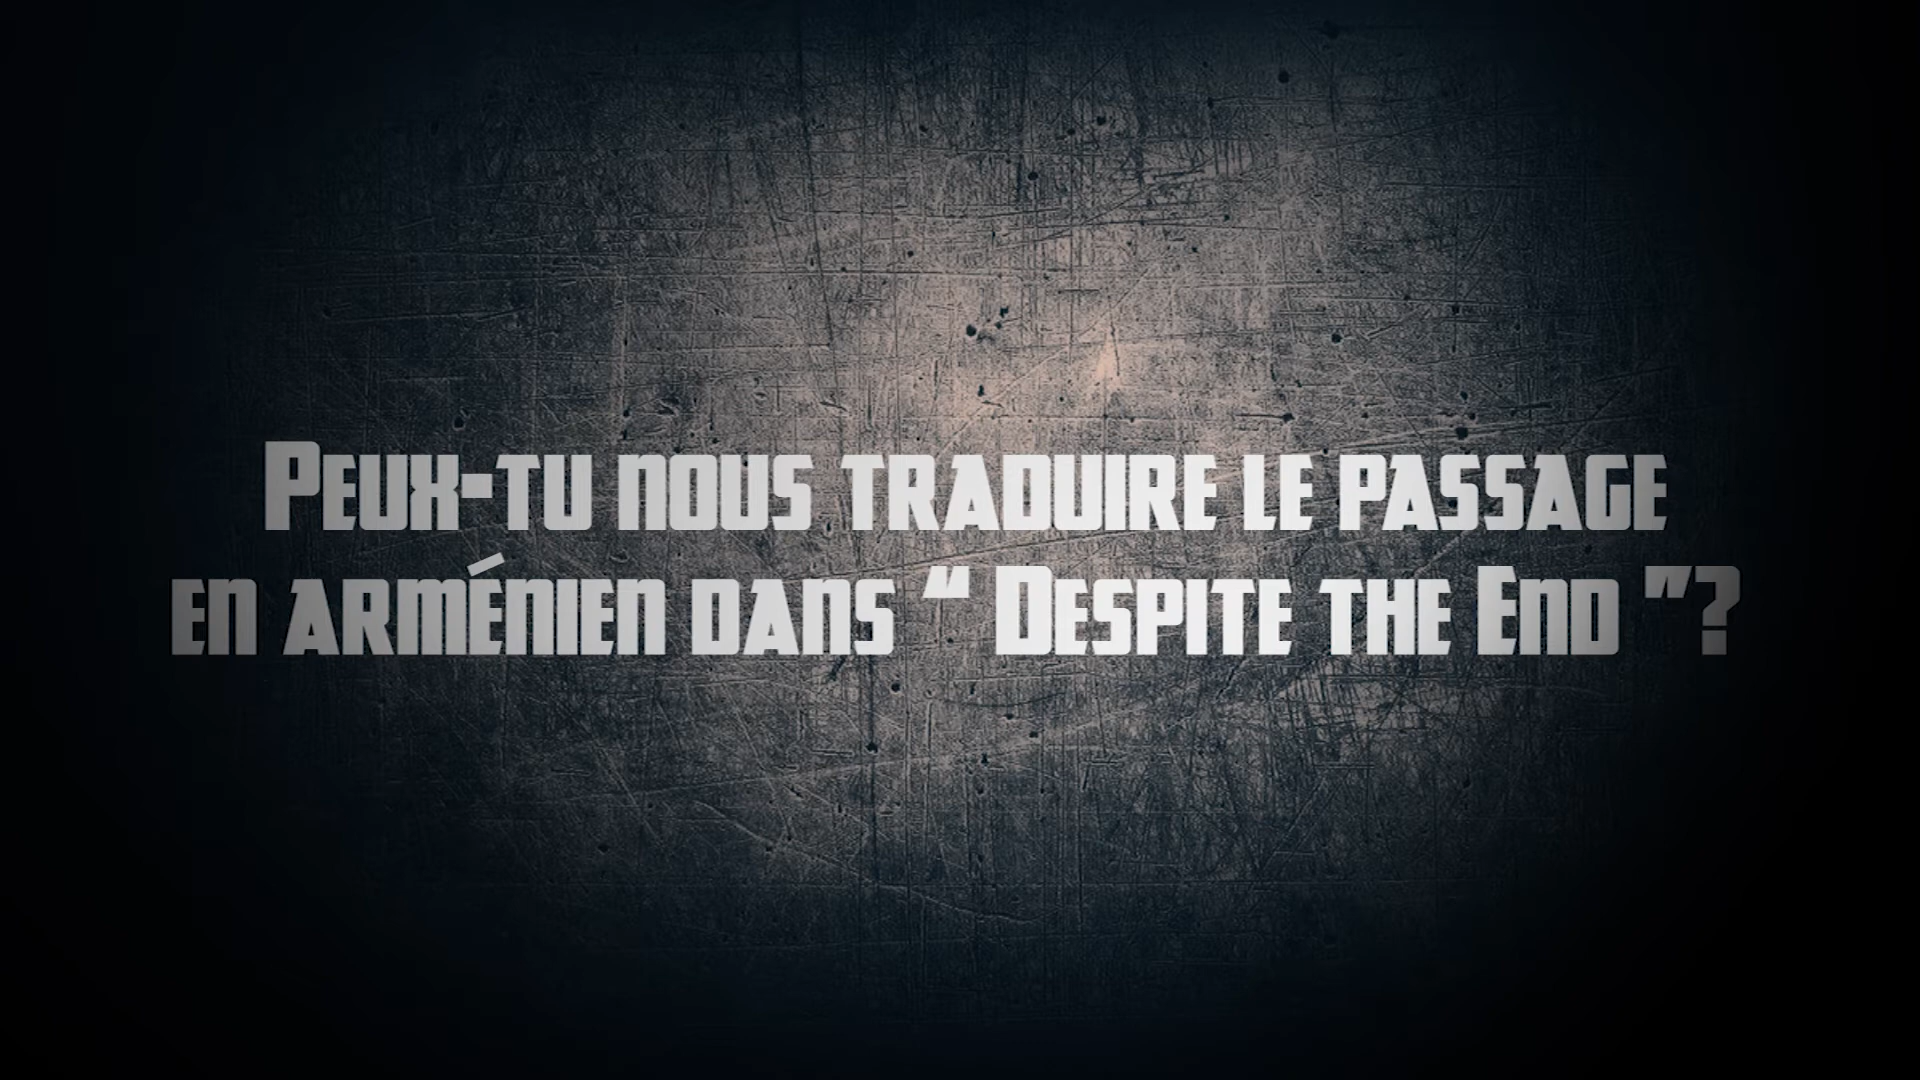 Peux-tu nous traduire le passage
en arménien dans “ Despite the End ”?